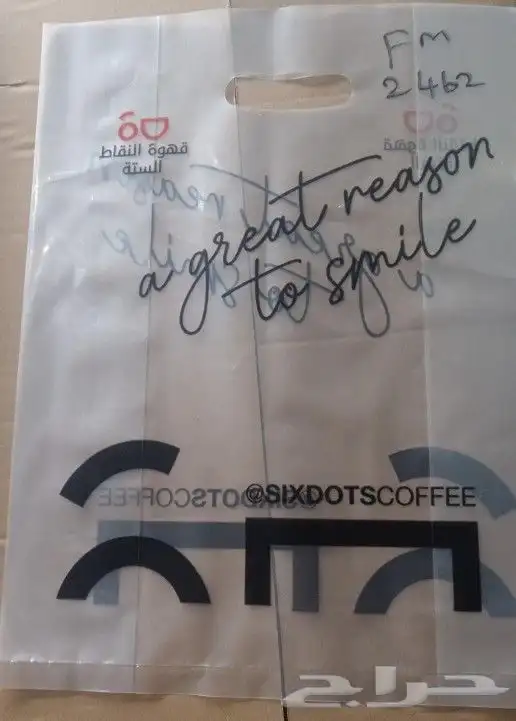 FM
2462
قهوة النقاط
الستة
a great reason
to smile
@SIXDOTSCOFFEE
حراج